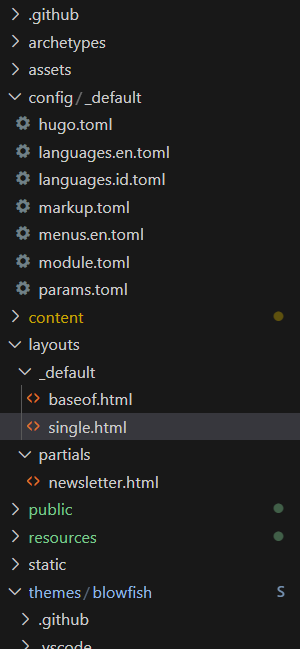 .github
archetypes
assets
config / _default
hugo.toml
languages.en.toml
languages.id.toml
markup.toml
menus.en.toml
module.toml
params.toml
content
layouts
_default
baseof.html
single.html
partials
newsletter.html
public
resources
static
themes / blowfish S
.github
.vscode